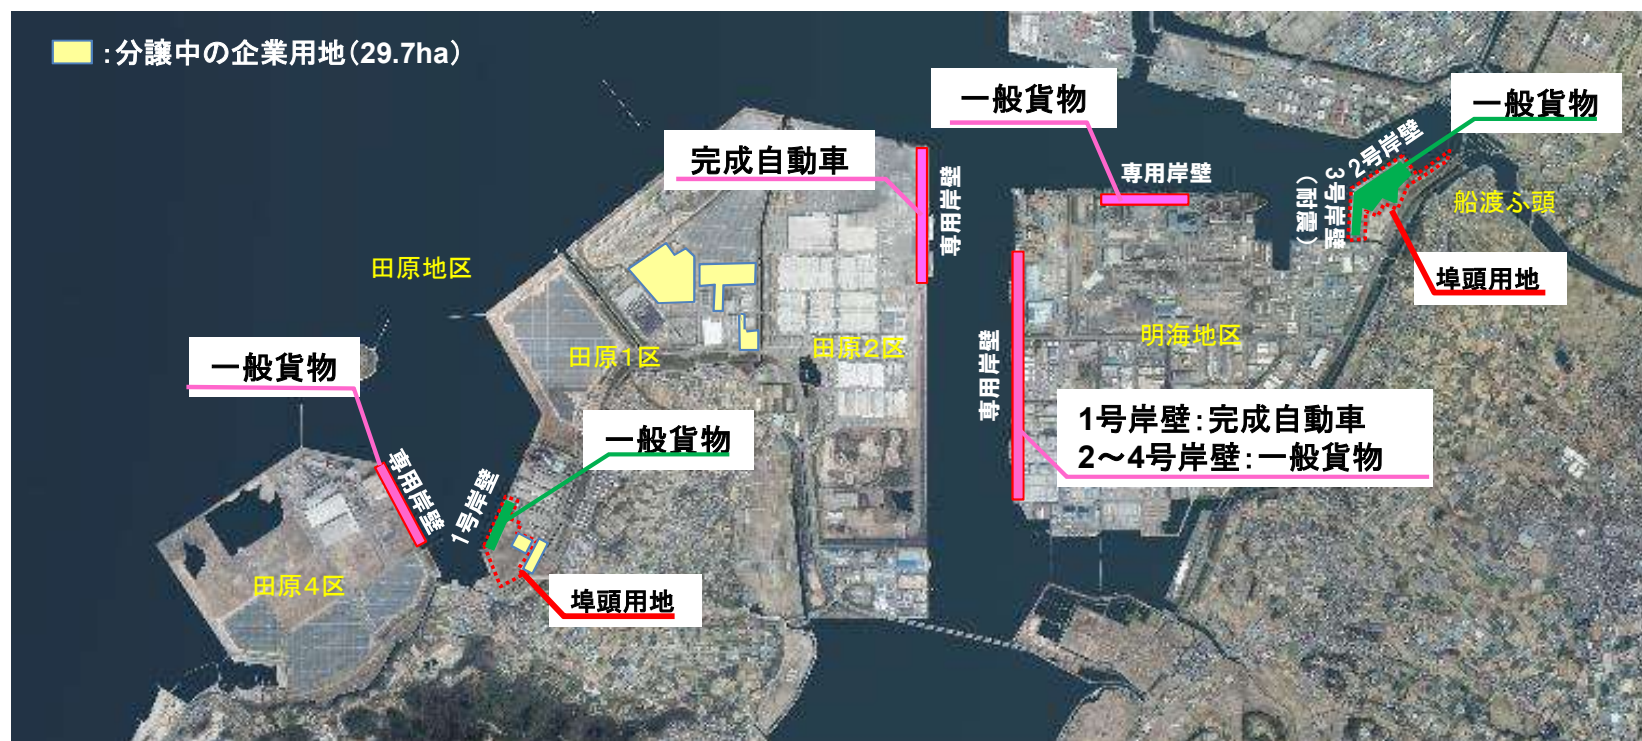 ：分譲中の企業用地（29.7ha）
一般貨物
一般貨物
完成自動車
専用岸壁
専用岸壁
2号岸壁
3号岸壁
（耐震）
船渡ふ頭
埠頭用地
田原地区
田原1区
田原2区
専用岸壁
明海地区
一般貨物
1号岸壁：完成自動車
2～4号岸壁：一般貨物
一般貨物
専用岸壁
1号岸壁
田原4区
埠頭用地